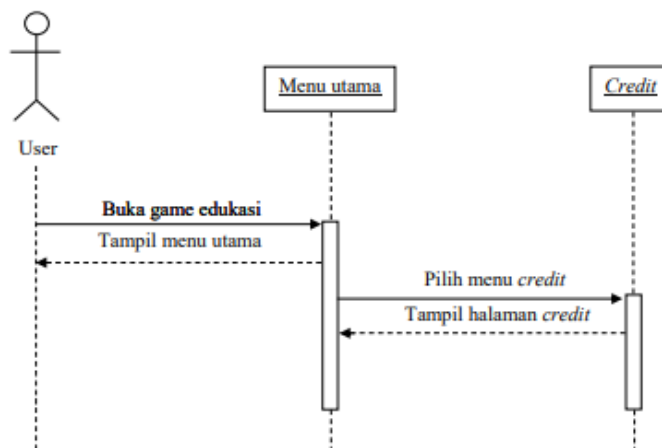 Menu utama
Credit
User
Buka game edukasi
Tampil menu utama
Pilih menu credit
Tampil halaman credit